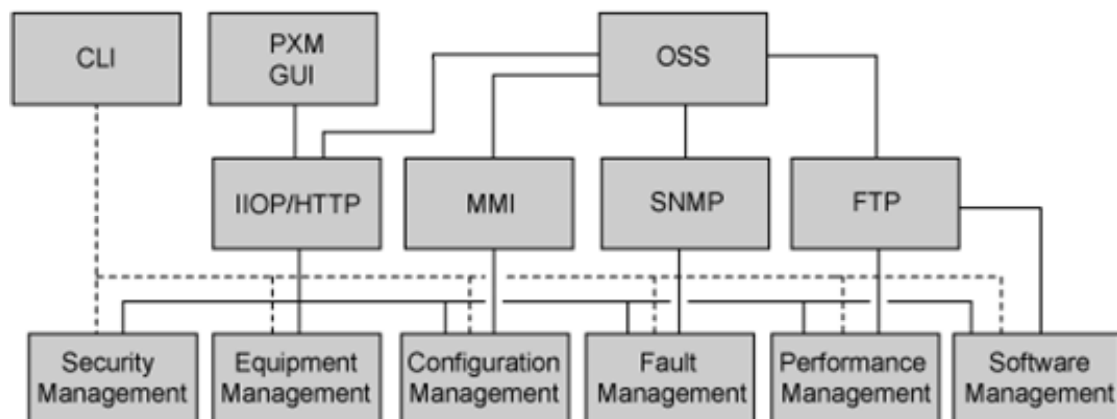 CLI
PXM
GUI
OSS
IIOP/HTTP
MMI
SNMP
FTP
Security
Management
Equipment
Management
Configuration
Management
Fault
Management
Performance
Management
Software
Management